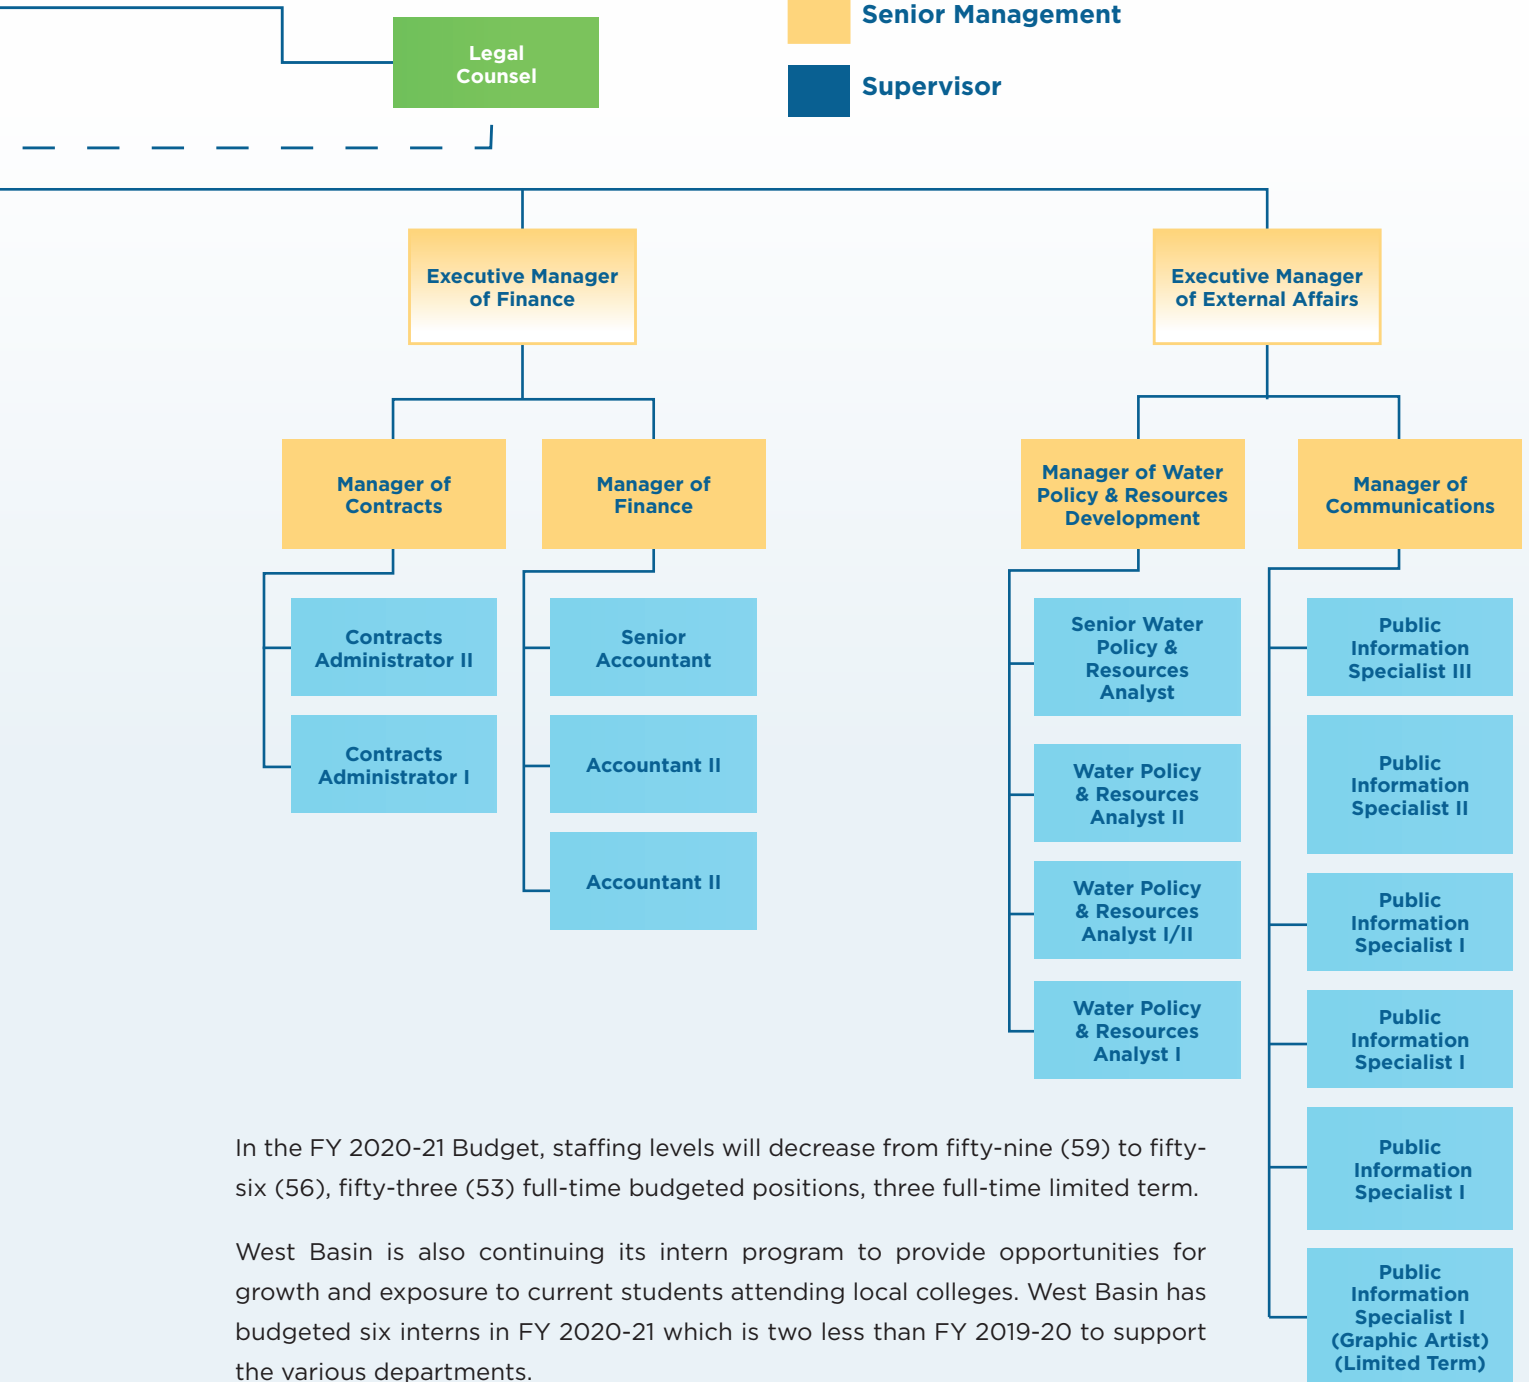 Senior Management
Legal
Counsel
Supervisor
Executive Manager
of Finance
Executive Manager
of External Affairs
Manager of
Contracts
Manager of
Finance
Manager of Water
Policy & Resources
Development
Manager of
Communications
Contracts
Administrator II
Contracts
Administrator I
Senior
Accountant
Accountant II
Accountant II
Senior Water
Policy &
Resources
Analyst
Water Policy
& Resources
Analyst II
Water Policy
& Resources
Analyst I/II
Water Policy
& Resources
Analyst I
Public
Information
Specialist III
Public
Information
Specialist II
Public
Information
Specialist I
Public
Information
Specialist I
Public
Information
Specialist I
Public
Information
Specialist I
(Graphic Artist)
(Limited Term)
In the FY 2020-21 Budget, staffing levels will decrease from fifty-nine (59) to fifty-
six (56), fifty-three (53) full-time budgeted positions, three full-time limited term.
West Basin is also continuing its intern program to provide opportunities for
growth and exposure to current students attending local colleges. West Basin has
budgeted six interns in FY 2020-21 which is two less than FY 2019-20 to support
the various departments.